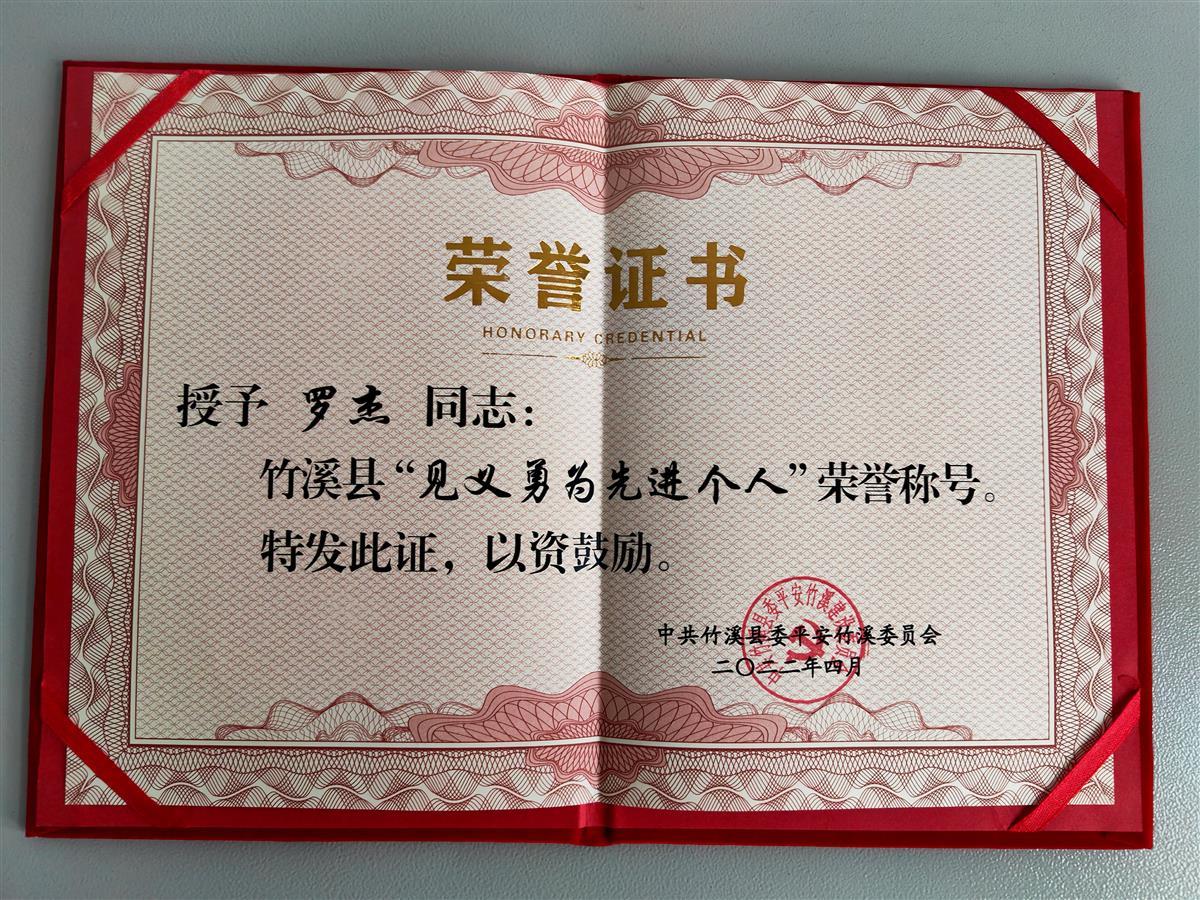 荣誉证书
HONORARY CREDENTIAL
授予 罗杰 同志：
竹溪县“见义勇为先进个人”荣誉称号。
特发此证，以资鼓励。
中共竹溪县委平安竹溪委员会
二〇二二年四月